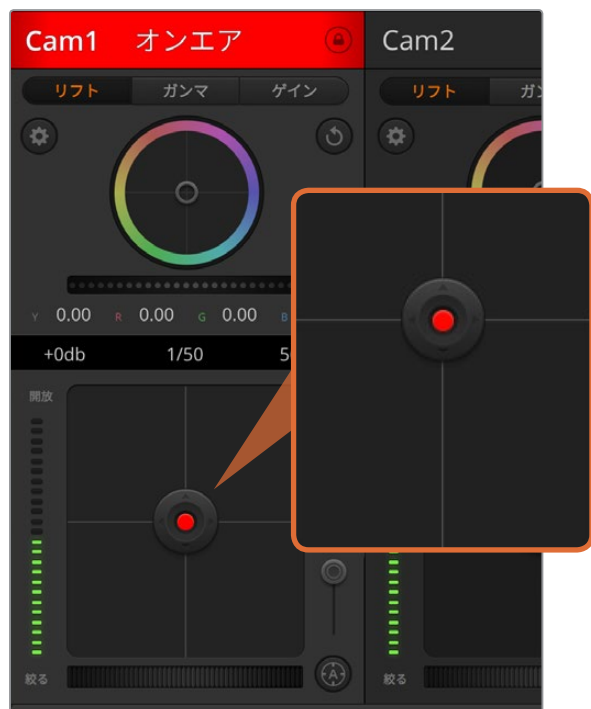 Cam1 オンエア Cam2
リフト ガンマ ゲイン リフト
Y 0.00 R 0.00 G 0.00 B
+0db 1/50
開放
A
絞る 絞る